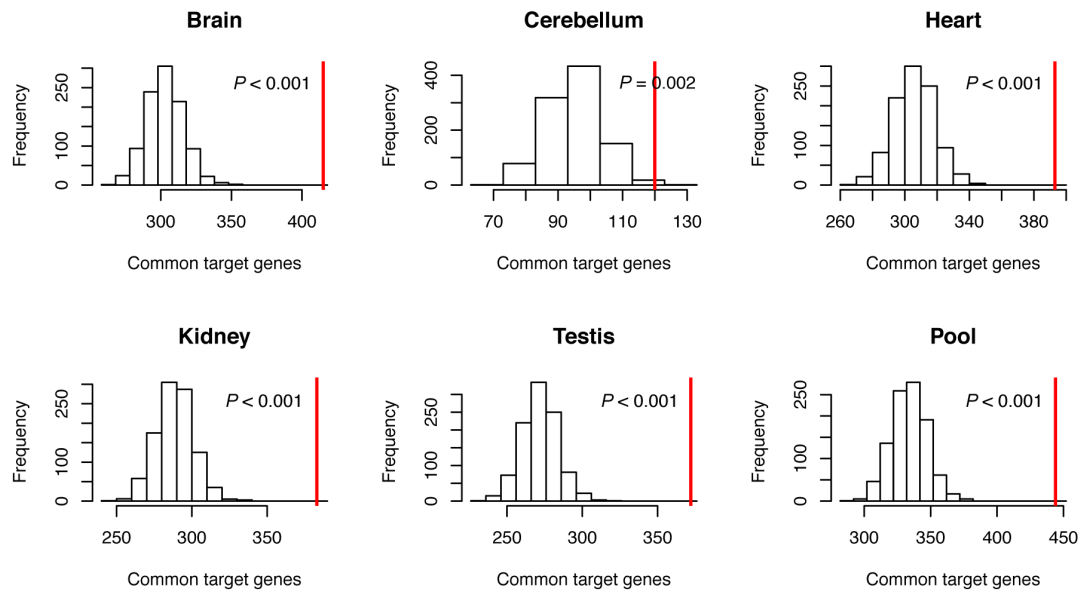 Brain
Cerebellum
Heart
Frequency
0 100 250
P < 0.001
300 350 400
Common target genes
Frequency
0 200 400
P = 0.002
70 90 110 130
Common target genes
Frequency
0 100 250
P < 0.001
260 300 340 380
Common target genes
Kidney
Testis
Pool
Frequency
0 100 250
P < 0.001
250 300 350
Common target genes
Frequency
0 100 250
P < 0.001
250 300 350
Common target genes
Frequency
0 100 250
P < 0.001
300 350 400 450
Common target genes